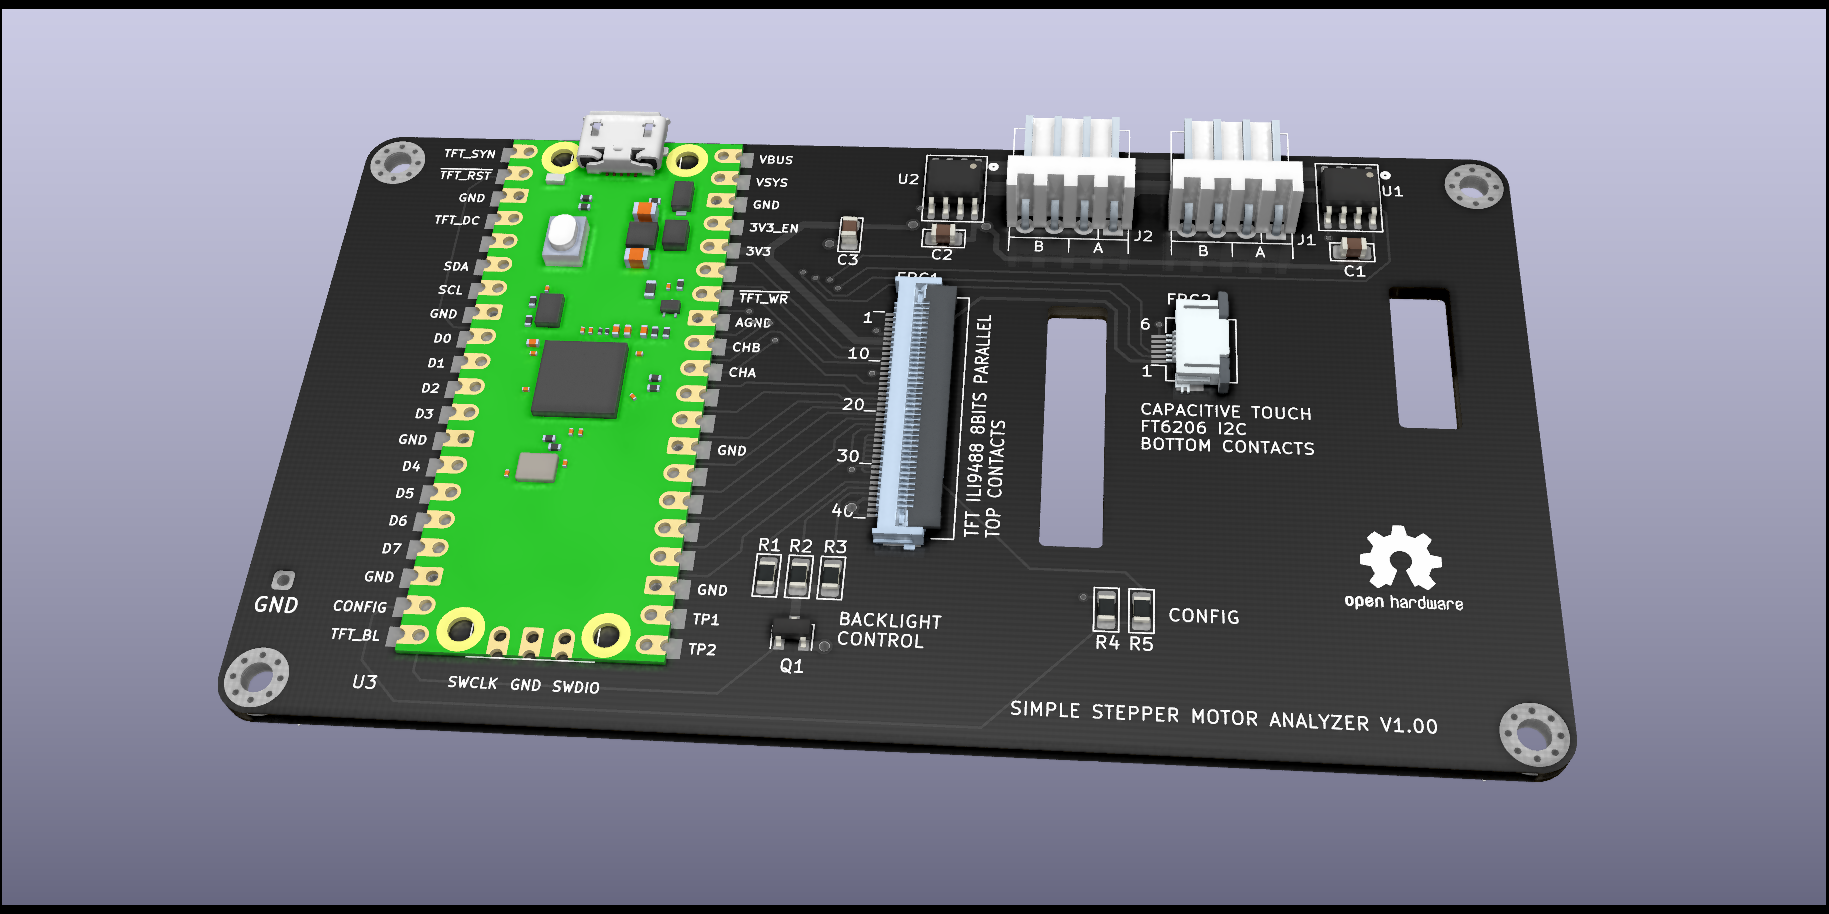 TFT_SYN
TFT_RST
GND
TFT_DC
SDA
SCL
GND
D0
D1
D2
D3
GND
D4
D5
D6
D7
GND
CONFIG
TFT_BL
GND
U3
SWCLK GND SWDIO
VBUS
VSYS
GND
3V3_EN
3V3
TFT_WR
AGND
CHB
CHA
GND
GND
TP1
TP2
C3
U2
C2
B A
J2
B A
J1
U1
C1
1
10
20
30
40
TFT ILI9488 8BITS PARALLEL
TOP CONTACTS
6
1
CAPACITIVE TOUCH
FT6206 I2C
BOTTOM CONTACTS
R1 R2 R3
BACKLIGHT
CONTROL
Q1
R4 R5
CONFIG
open hardware
SIMPLE STEPPER MOTOR ANALYZER V1.00